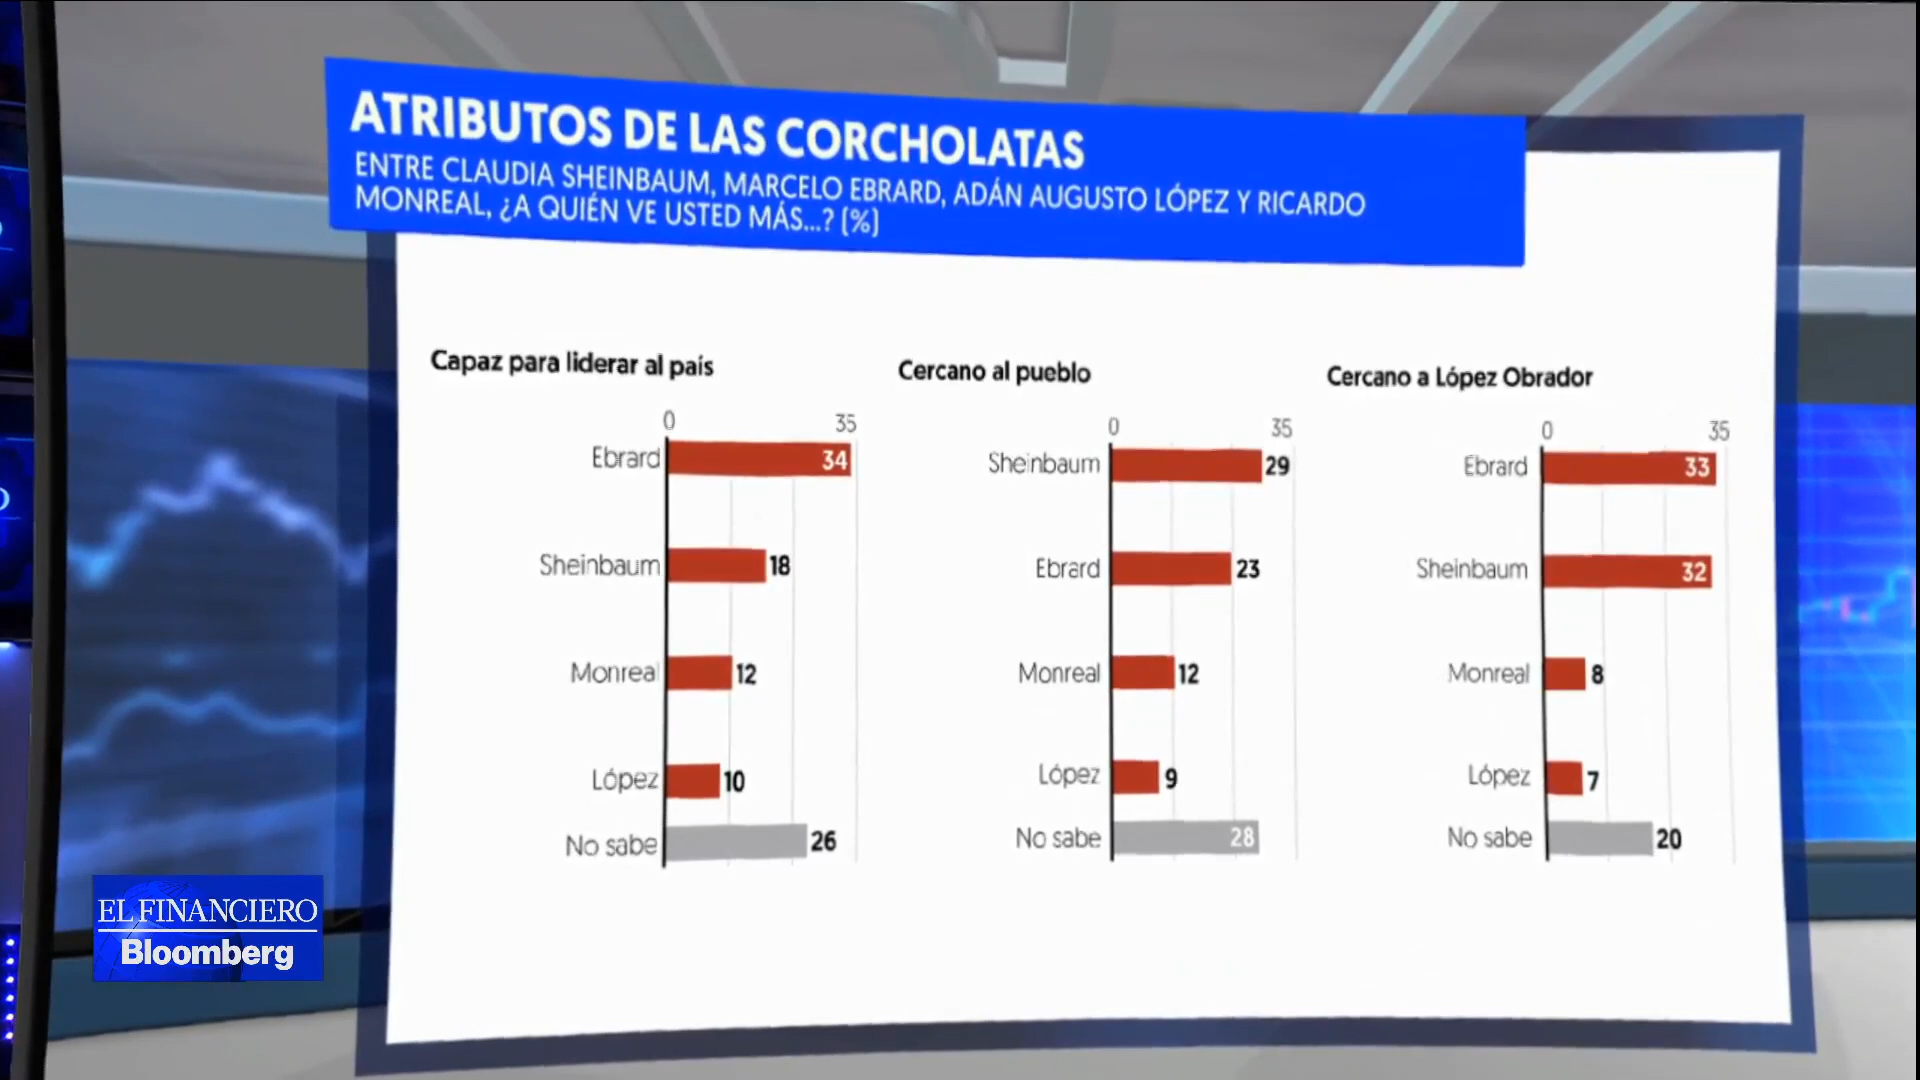 ATRIBUTOS DE LAS CORCHOLATAS
ENTRE CLAUDIA SHEINBAUM, MARCELO EBRARD, ADÁN AUGUSTO LÓPEZ Y RICARDO
MONREAL, ¿A QUIÉN VE USTED MÁS...? (%)
Capaz para liderar al país
0 35
Ebrard 34
Sheinbaum 18
Monreal 12
López 10
No sabe 26
Cercano al pueblo
0 35
Sheinbaum 29
Ebrard 23
Monreal 12
López 9
No sabe 28
Cercano a López Obrador
0 35
Ebrard 33
Sheinbaum 32
Monreal 8
López 7
No sabe 20
EL FINANCIERO
Bloomberg